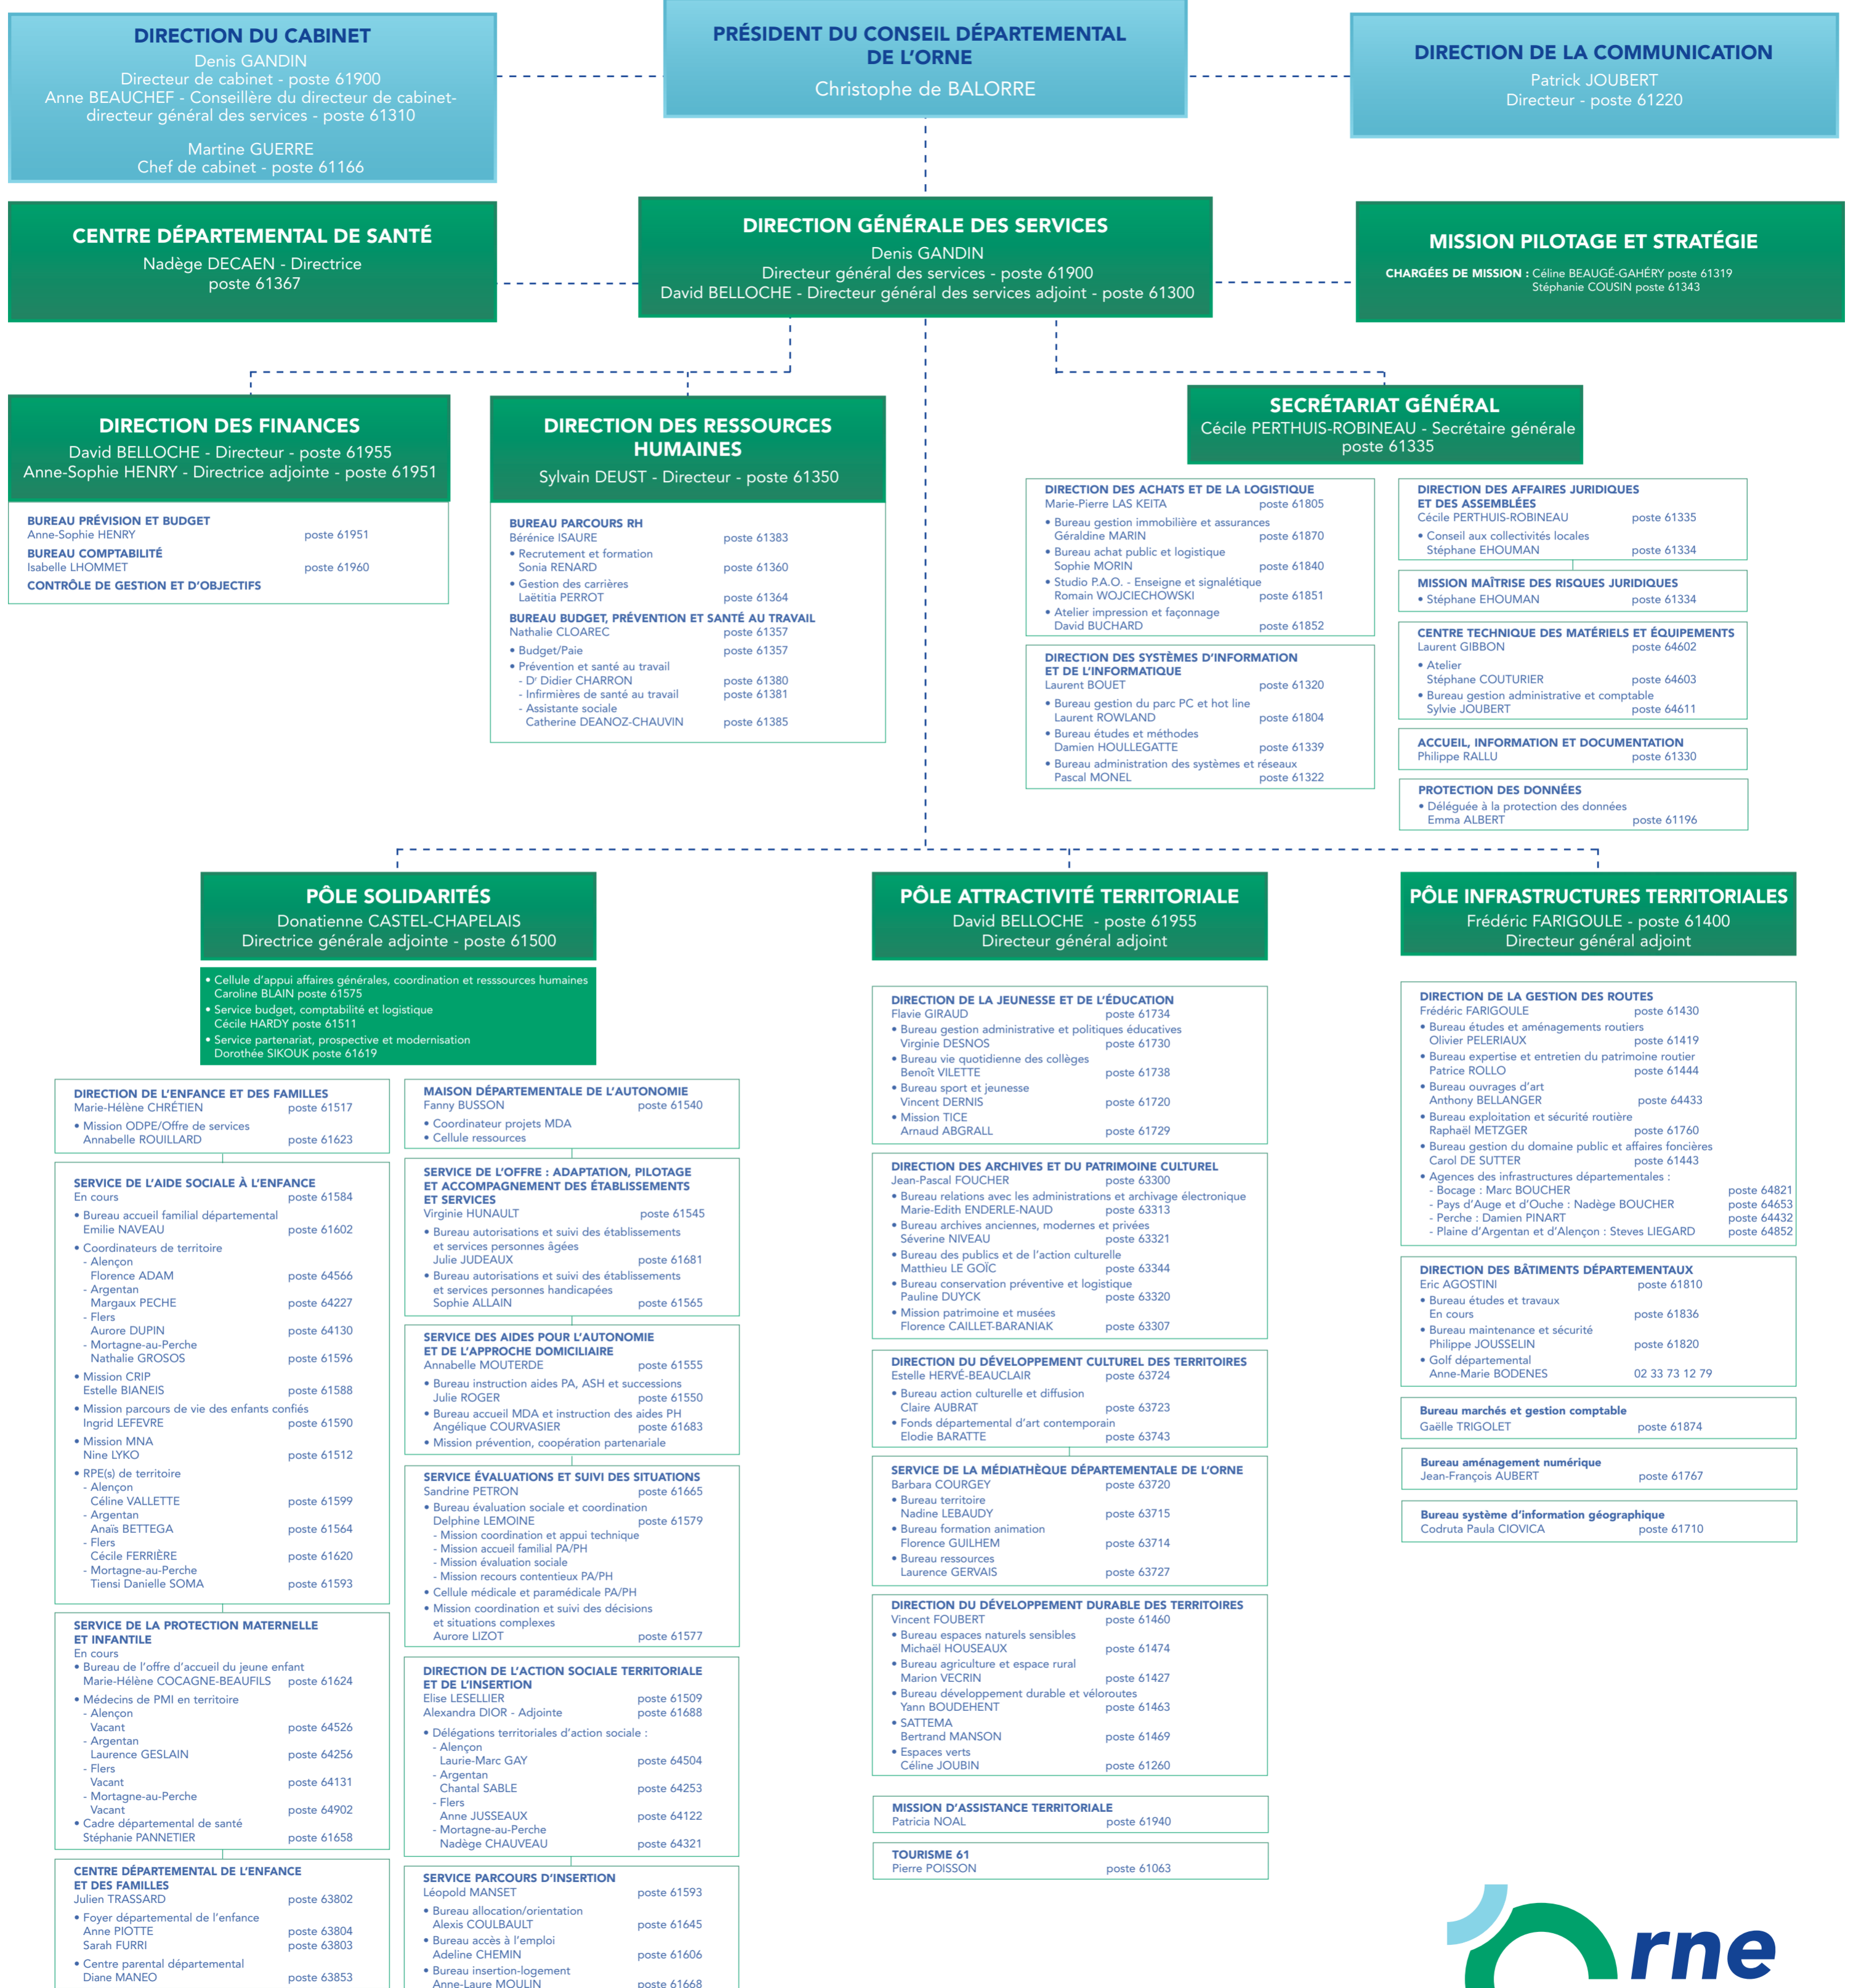 DIRECTION DU CABINET
Denis GANDIN
Directeur de cabinet - poste 61900
Anne BEAUCHEF - Conseillère du directeur de cabinet-
directeur général des services - poste 61310
Martine GUERRE
Chef de cabinet - poste 61166
PRÉSIDENT DU CONSEIL DÉPARTEMENTAL
DE L'ORNE
Christophe de BALORRE
DIRECTION DE LA COMMUNICATION
Patrick JOUBERT
Directeur - poste 61220
CENTRE DÉPARTEMENTAL DE SANTÉ
Nadège DECAEN - Directrice
poste 61367
DIRECTION GÉNÉRALE DES SERVICES
Denis GANDIN
Directeur général des services - poste 61900
David BELLOCHE - Directeur général des services adjoint - poste 61300
MISSION PILOTAGE ET STRATÉGIE
CHARGÉES DE MISSION : Céline BEAUGÉ-GAHÉRY poste 61319
Stéphanie COUSIN poste 61343
DIRECTION DES FINANCES
David BELLOCHE - Directeur - poste 61955
Anne-Sophie HENRY - Directrice adjointe - poste 61951
BUREAU PRÉVISION ET BUDGET
Anne-Sophie HENRY poste 61951
BUREAU COMPTABILITÉ
Isabelle LHOMMET poste 61960
CONTRÔLE DE GESTION ET D'OBJECTIFS
DIRECTION DES RESSOURCES
HUMAINES
Sylvain DEUST - Directeur - poste 61350
BUREAU PARCOURS RH
Bérénice ISAURE poste 61383
• Recrutement et formation
Sonia RENARD poste 61360
• Gestion des carrières
Laëtitia PERROT poste 61364
BUREAU BUDGET, PRÉVENTION ET SANTÉ AU TRAVAIL
Nathalie CLOAREC poste 61357
• Budget/Paie poste 61357
• Prévention et santé au travail
- Dr Didier CHARRON poste 61380
- Infirmières de santé au travail poste 61381
- Assistante sociale
Catherine DEANOZ-CHAUVIN poste 61385
SECRÉTARIAT GÉNÉRAL
Cécile PERTHUIS-ROBINEAU - Secrétaire générale
poste 61335
DIRECTION DES ACHATS ET DE LA LOGISTIQUE
Marie-Pierre LAS KEITA poste 61805
• Bureau gestion immobilière et assurances
Géraldine MARIN poste 61870
• Bureau achat public et logistique
Sophie MORIN poste 61840
• Studio P.A.O. - Enseigne et signalétique
Romain WOJCIECHOWSKI poste 61851
• Atelier impression et façonnage
David BUCHARD poste 61852
DIRECTION DES SYSTÈMES D'INFORMATION
ET DE L'INFORMATIQUE
Laurent BOUET poste 61320
• Bureau gestion du parc PC et hot line
Laurent ROWLAND poste 61804
• Bureau études et méthodes
Damien HOULLEGATTE poste 61339
• Bureau administration des systèmes et réseaux
Pascal MONEL poste 61322
DIRECTION DES AFFAIRES JURIDIQUES
ET DES ASSEMBLÉES
Cécile PERTHUIS-ROBINEAU poste 61335
• Conseil aux collectivités locales
Stéphane EHOUMAN poste 61334
MISSION MAÎTRISE DES RISQUES JURIDIQUES
• Stéphane EHOUMAN poste 61334
CENTRE TECHNIQUE DES MATÉRIELS ET ÉQUIPEMENTS
Laurent GIBBON poste 64602
• Atelier
Stéphane COUTURIER poste 64603
• Bureau gestion administrative et comptable
Sylvie JOUBERT poste 64611
ACCUEIL, INFORMATION ET DOCUMENTATION
Philippe RALLU poste 61330
PROTECTION DES DONNÉES
• Déléguée à la protection des données
Emma ALBERT poste 61196
PÔLE SOLIDARITÉS
Donatienne CASTEL-CHAPELAIS
Directrice générale adjointe - poste 61500
• Cellule d'appui affaires générales, coordination et resssources humaines
Caroline BLAIN poste 61575
• Service budget, comptabilité et logistique
Cécile HARDY poste 61511
• Service partenariat, prospective et modernisation
Dorothée SIKOUK poste 61619
DIRECTION DE L'ENFANCE ET DES FAMILLES
Marie-Hélène CHRÉTIEN poste 61517
• Mission ODPE/Offre de services
Annabelle ROUILLARD poste 61623
SERVICE DE L'AIDE SOCIALE À L'ENFANCE
En cours poste 61584
• Bureau accueil familial départemental
Emilie NAVEAU poste 61602
• Coordinateurs de territoire
- Alençon
Florence ADAM poste 64566
- Argentan
Margaux PECHE poste 64227
- Flers
Aurore DUPIN poste 64130
- Mortagne-au-Perche
Nathalie GROSOS poste 61596
• Mission CRIP
Estelle BIANEIS poste 61588
• Mission parcours de vie des enfants confiés
Ingrid LEFEVRE poste 61590
• Mission MNA
Nine LYKO poste 61512
• RPE(s) de territoire
- Alençon
Céline VALLETTE poste 61599
- Argentan
Anaïs BETTEGA poste 61564
- Flers
Cécile FERRIÈRE poste 61620
- Mortagne-au-Perche
Tiensi Danielle SOMA poste 61593
SERVICE DE LA PROTECTION MATERNELLE
ET INFANTILE
En cours
• Bureau de l'offre d'accueil du jeune enfant
Marie-Hélène COCAGNE-BEAUFILS poste 61624
• Médecins de PMI en territoire
- Alençon
Vacant poste 64526
- Argentan
Laurence GESLAIN poste 64256
- Flers
Vacant poste 64131
- Mortagne-au-Perche
Vacant poste 64902
• Cadre départemental de santé
Stéphanie PANNETIER poste 61658
CENTRE DÉPARTEMENTAL DE L'ENFANCE
ET DES FAMILLES
Julien TRASSARD poste 63802
• Foyer départemental de l'enfance
Anne PIOTTE poste 63804
Sarah FURRI poste 63803
• Centre parental départemental
Diane MANEO poste 63853
MAISON DÉPARTEMENTALE DE L'AUTONOMIE
Fanny BUSSON poste 61540
• Coordinateur projets MDA
• Cellule ressources
SERVICE DE L'OFFRE : ADAPTATION, PILOTAGE
ET ACCOMPAGNEMENT DES ÉTABLISSEMENTS
ET SERVICES
Virginie HUNAULT poste 61545
• Bureau autorisations et suivi des établissements
et services personnes âgées
Julie JUDEAUX poste 61681
• Bureau autorisations et suivi des établissements
et services personnes handicapées
Sophie ALLAIN poste 61565
SERVICE DES AIDES POUR L'AUTONOMIE
ET DE L'APPROCHE DOMICILIAIRE
Annabelle MOUTERDE poste 61555
• Bureau instruction aides PA, ASH et successions
Julie ROGER poste 61550
• Bureau accueil MDA et instruction des aides PH
Angélique COURVASIER poste 61683
• Mission prévention, coopération partenariale
SERVICE ÉVALUATIONS ET SUIVI DES SITUATIONS
Sandrine PETRON poste 61665
• Bureau évaluation sociale et coordination
Delphine LEMOINE poste 61579
- Mission coordination et appui technique
- Mission accueil familial PA/PH
- Mission évaluation sociale
- Mission recours contentieux PA/PH
• Cellule médicale et paramédicale PA/PH
• Mission coordination et suivi des décisions
et situations complexes
Aurore LIZOT poste 61577
DIRECTION DE L'ACTION SOCIALE TERRITORIALE
ET DE L'INSERTION
Elise LESELLIER poste 61509
Alexandra DIOR - Adjointe poste 61688
• Délégations territoriales d'action sociale :
- Alençon
Laurie-Marc GAY poste 64504
- Argentan
Chantal SABLE poste 64253
- Flers
Anne JUSSEAUX poste 64122
- Mortagne-au-Perche
Nadège CHAUVEAU poste 64321
SERVICE PARCOURS D'INSERTION
Léopold MANSET poste 61593
• Bureau allocation/orientation
Alexis COULBAULT poste 61645
• Bureau accès à l'emploi
Adeline CHEMIN poste 61606
• Bureau insertion-logement
Anne-Laure MOULIN poste 61668
PÔLE ATTRACTIVITÉ TERRITORIALE
David BELLOCHE - poste 61955
Directeur général adjoint
DIRECTION DE LA JEUNESSE ET DE L'ÉDUCATION
Flavie GIRAUD poste 61734
• Bureau gestion administrative et politiques éducatives
Virginie DESNOS poste 61730
• Bureau vie quotidienne des collèges
Benoît VILETTE poste 61738
• Bureau sport et jeunesse
Vincent DERNIS poste 61720
• Mission TICE
Arnaud ABGRALL poste 61729
DIRECTION DES ARCHIVES ET DU PATRIMOINE CULTUREL
Jean-Pascal FOUCHER poste 63300
• Bureau relations avec les administrations et archivage électronique
Marie-Edith ENDERLE-NAUD poste 63313
• Bureau archives anciennes, modernes et privées
Séverine NIVEAU poste 63321
• Bureau des publics et de l'action culturelle
Matthieu LE GOÏC poste 63344
• Bureau conservation préventive et logistique
Pauline DUYCK poste 63320
• Mission patrimoine et musées
Florence CAILLET-BARANIAK poste 63307
DIRECTION DU DÉVELOPPEMENT CULTUREL DES TERRITOIRES
Estelle HERVÉ-BEAUCLAIR poste 63724
• Bureau action culturelle et diffusion
Claire AUBRAT poste 63723
• Fonds départemental d'art contemporain
Elodie BARATTE poste 63743
SERVICE DE LA MÉDIATHÈQUE DÉPARTEMENTALE DE L'ORNE
Barbara COURGEY poste 63720
• Bureau territoire
Nadine LEBAUDY poste 63715
• Bureau formation animation
Florence GUILHEM poste 63714
• Bureau ressources
Laurence GERVAIS poste 63727
DIRECTION DU DÉVELOPPEMENT DURABLE DES TERRITOIRES
Vincent FOUBERT poste 61460
• Bureau espaces naturels sensibles
Michaël HOUSEAUX poste 61474
• Bureau agriculture et espace rural
Marion VECRIN poste 61427
• Bureau développement durable et véloroutes
Yann BOUDEHENT poste 61463
• SATTEMA
Bertrand MANSON poste 61469
• Espaces verts
Céline JOUBIN poste 61260
MISSION D'ASSISTANCE TERRITORIALE
Patricia NOAL poste 61940
TOURISME 61
Pierre POISSON poste 61063
PÔLE INFRASTRUCTURES TERRITORIALES
Frédéric FARIGOULE - poste 61400
Directeur général adjoint
DIRECTION DE LA GESTION DES ROUTES
Frédéric FARIGOULE poste 61430
• Bureau études et aménagements routiers
Olivier PELERIAUX poste 61419
• Bureau expertise et entretien du patrimoine routier
Patrice ROLLO poste 61444
• Bureau ouvrages d'art
Anthony BELLANGER poste 64433
• Bureau exploitation et sécurité routière
Raphaël METZGER poste 61760
• Bureau gestion du domaine public et affaires foncières
Carol DE SUTTER poste 61443
• Agences des infrastructures départementales :
- Bocage : Marc BOUCHER poste 64821
- Pays d'Auge et d'Ouche : Nadège BOUCHER poste 64653
- Perche : Damien PINART poste 64432
- Plaine d'Argentan et d'Alençon : Steves LIEGARD poste 64852
DIRECTION DES BÂTIMENTS DÉPARTEMENTAUX
Eric AGOSTINI poste 61810
• Bureau études et travaux
En cours poste 61836
• Bureau maintenance et sécurité
Philippe JOUSSELIN poste 61820
• Golf départemental
Anne-Marie BODENES 02 33 73 12 79
Bureau marchés et gestion comptable
Gaëlle TRIGOLET poste 61874
Bureau aménagement numérique
Jean-François AUBERT poste 61767
Bureau système d'information géographique
Codruta Paula CIOVICA poste 61710
Orne